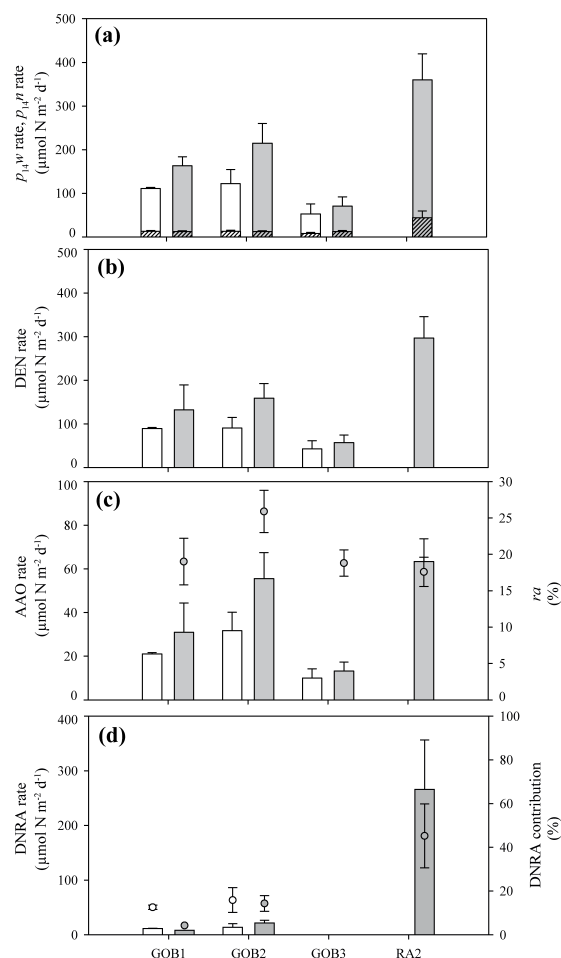 (a)
500
400
300
200
100
0
p₁₄w rate, p₁₄n rate
(µmol N m⁻² d⁻¹)
(b)
500
400
300
200
100
0
DEN rate
(µmol N m⁻² d⁻¹)
(c)
100
80
60
40
20
0
AAO rate
(µmol N m⁻² d⁻¹)
30
25
20
15
10
5
0
ra
(%)
(d)
400
300
200
100
0
DNRA rate
(µmol N m⁻² d⁻¹)
100
80
60
40
20
0
DNRA contribution
(%)
GOB1 GOB2 GOB3 RA2